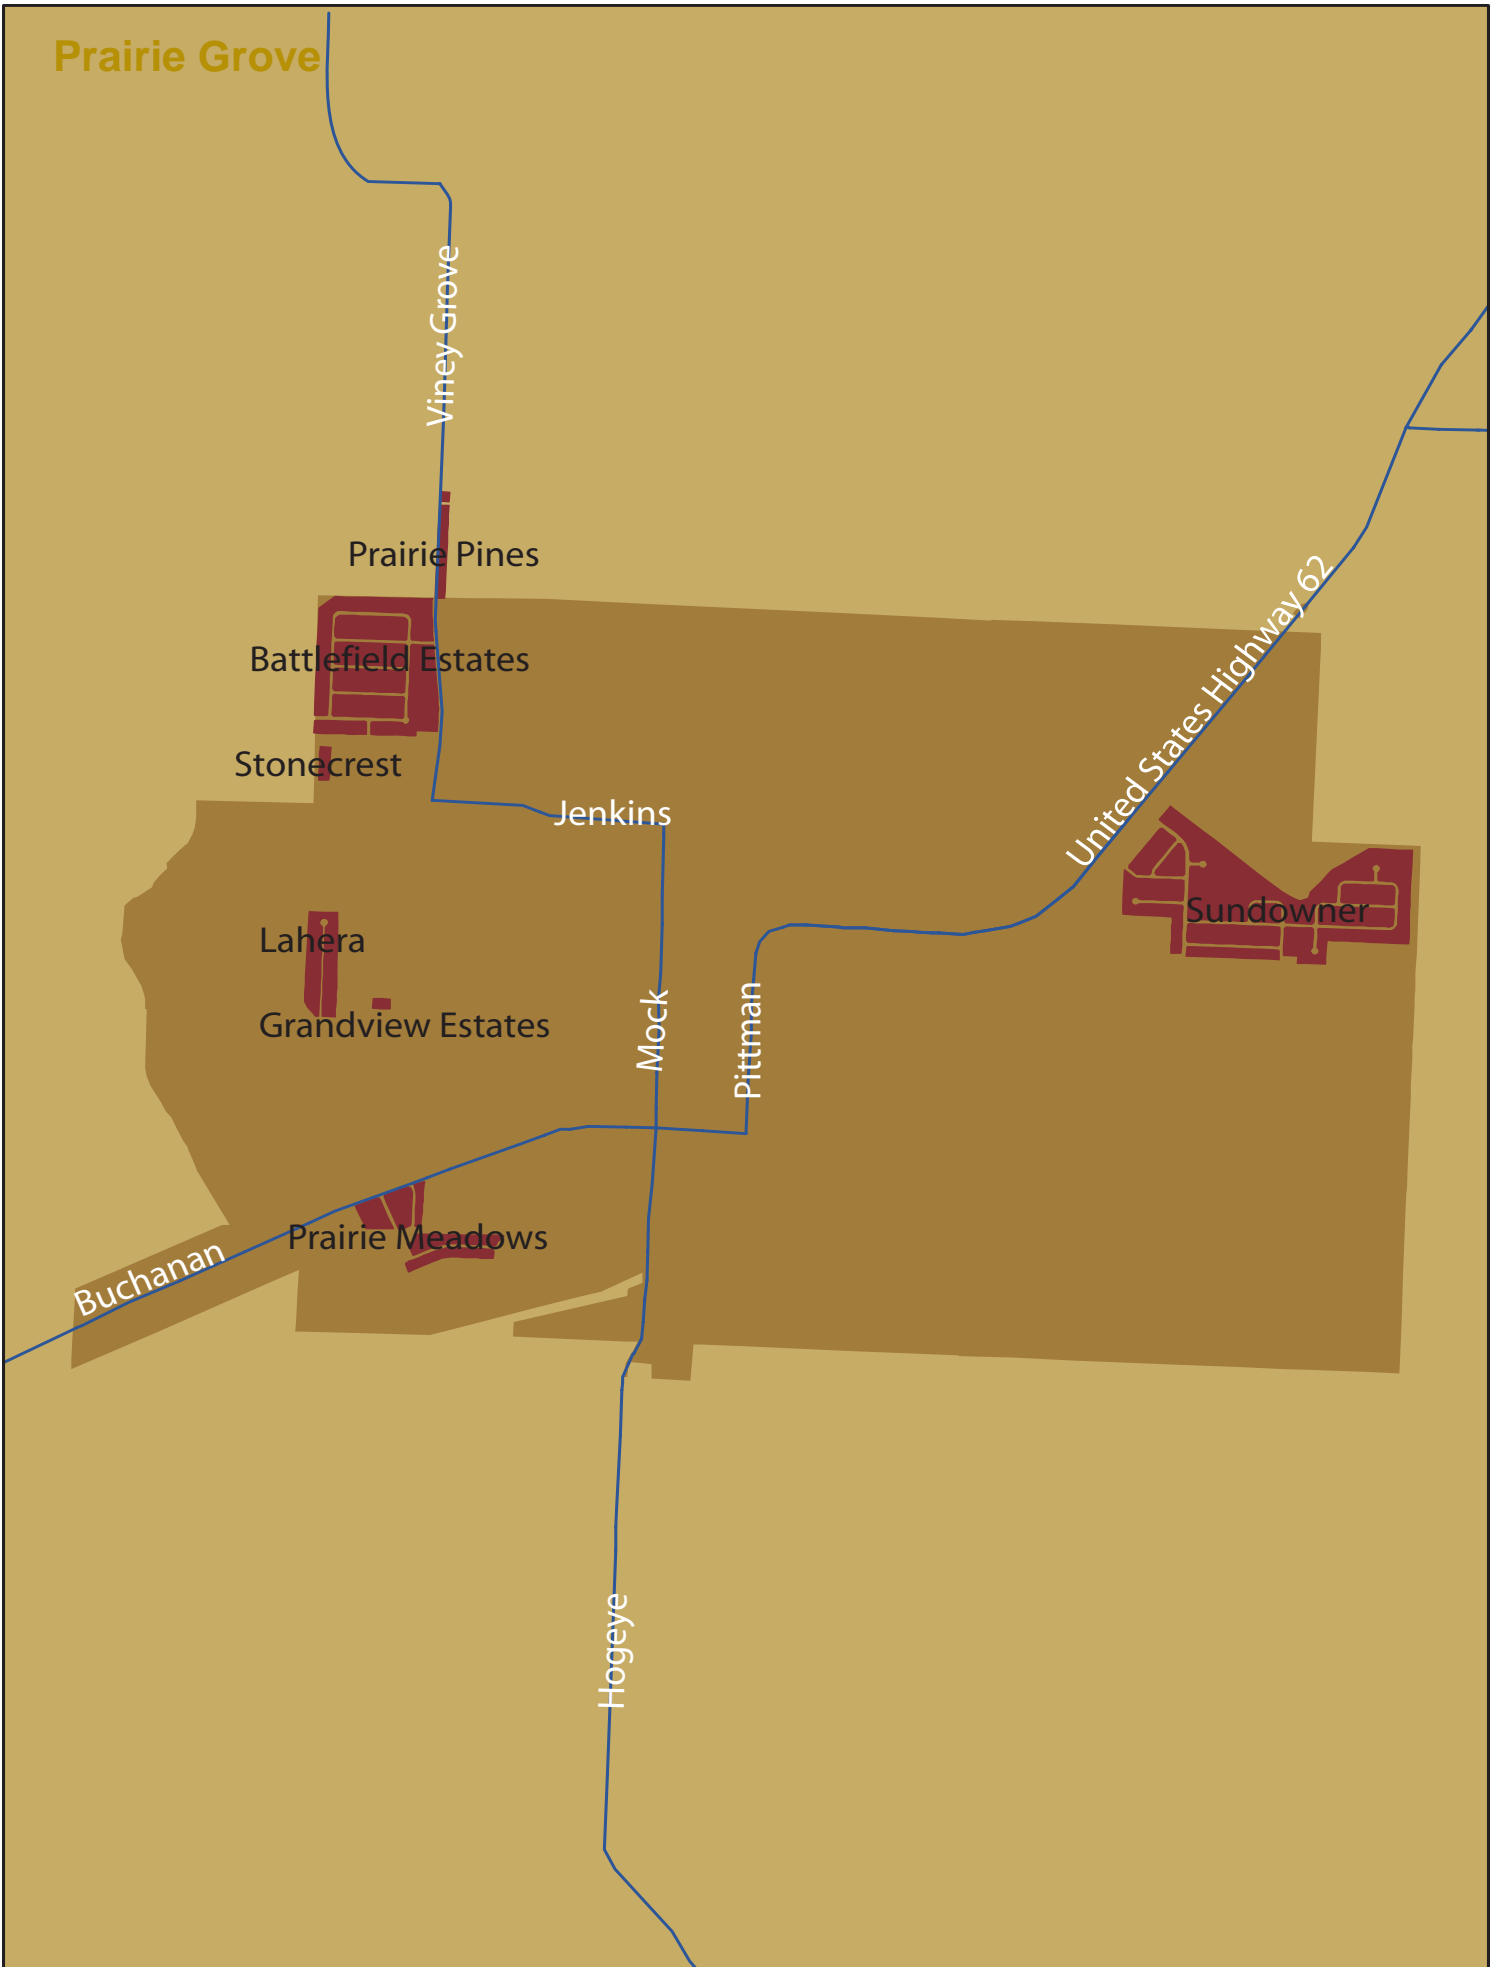 Prairie Grove
Viney Grove
Prairie Pines
United States Highway 62
Battlefield Estates
Stonecrest
Jenkins
Sundowner
Lahera
Mock
Pittman
Grandview Estates
Prairie Meadows
Buchanan
Hogeye